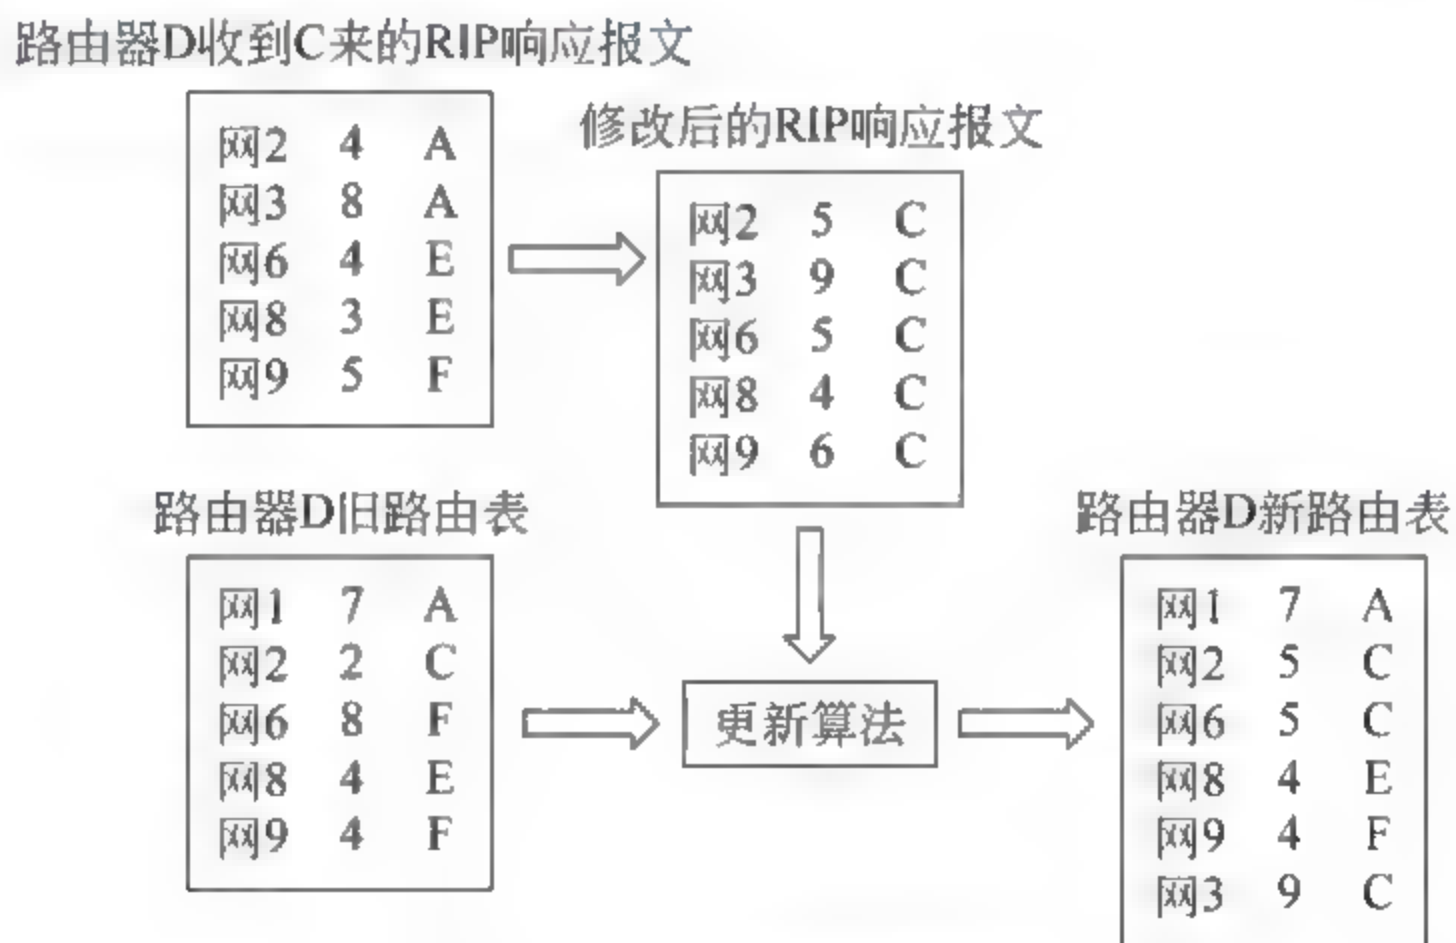 路由器D收到C来的RIP响应报文
网2 4 A
网3 8 A
网6 4 E
网8 3 E
网9 5 F
修改后的RIP响应报文
网2 5 C
网3 9 C
网6 5 C
网8 4 C
网9 6 C
路由器D旧路由表
网1 7 A
网2 2 C
网6 8 F
网8 4 E
网9 4 F
更新算法
路由器D新路由表
网1 7 A
网2 5 C
网6 5 C
网8 4 E
网9 4 F
网3 9 C